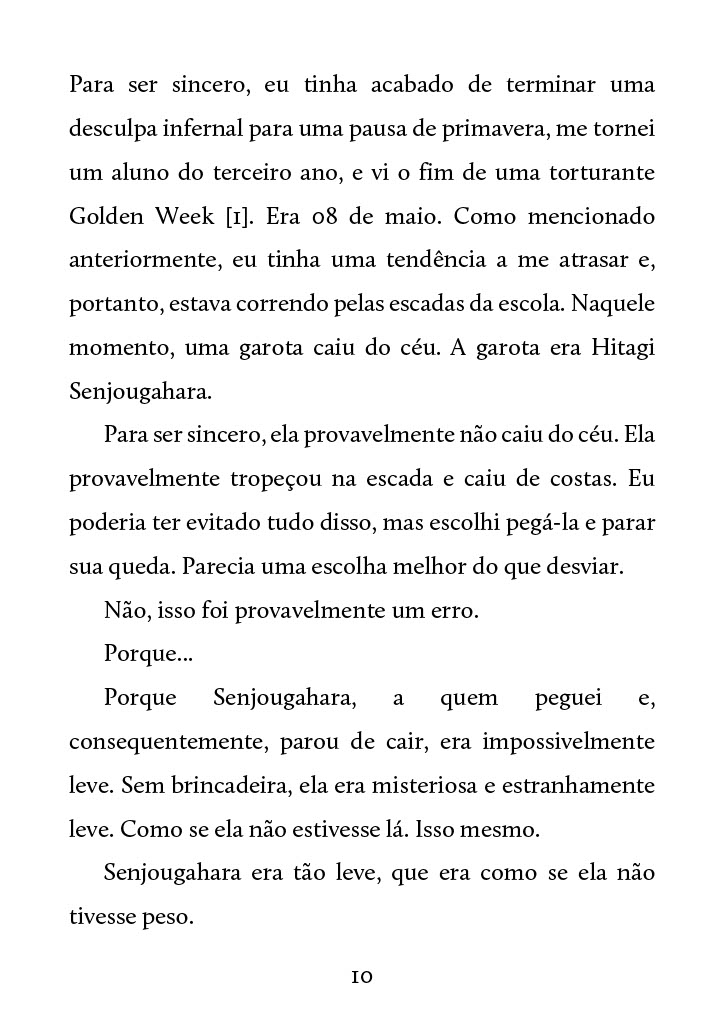 Para ser sincero, eu tinha acabado de terminar uma
desculpa infernal para uma pausa de primavera, me tornei
um aluno do terceiro ano, e vi o fim de uma torturante
Golden Week [1]. Era 08 de maio. Como mencionado
anteriormente, eu tinha uma tendência a me atrasar e,
portanto, estava correndo pelas escadas da escola. Naquele
momento, uma garota caiu do céu. A garota era Hitagi
Senjougahara.
Para ser sincero, ela provavelmente não caiu do céu. Ela
provavelmente tropeçou na escada e caiu de costas. Eu
poderia ter evitado tudo disso, mas escolhi pegá-la e parar
sua queda. Parecia uma escolha melhor do que desviar.
Não, isso foi provavelmente um erro.
Porque...
Porque Senjougahara, a quem peguei e,
consequentemente, parou de cair, era impossivelmente
leve. Sem brincadeira, ela era misteriosa e estranhamente
leve. Como se ela não estivesse lá. Isso mesmo.
Senjougahara era tão leve, que era como se ela não
tivesse peso.
10